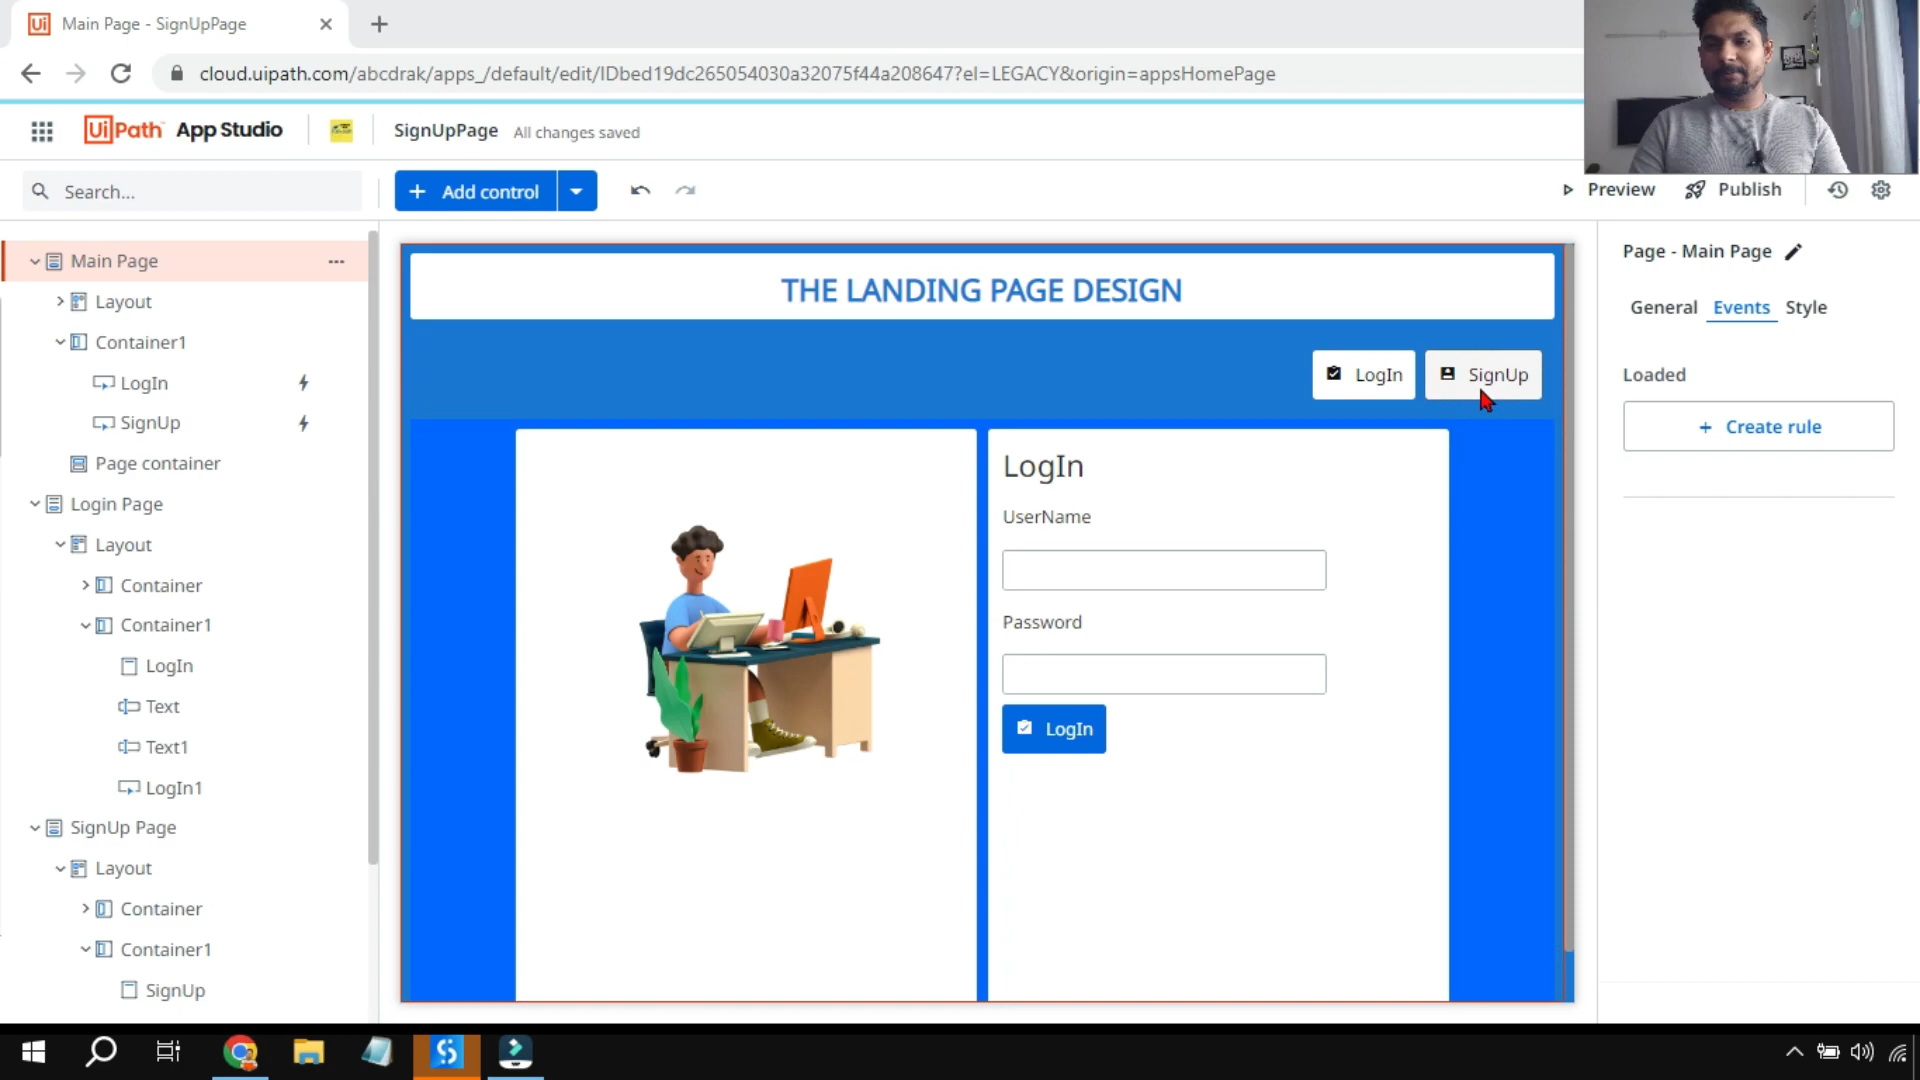 Main Page - SignUpPage
cloud.uipath.com/abcdrak/apps_/default/edit/IDbed19dc265054030a32075f44a208647?el=LEGACY&origin=appsHomePage
UiPath App Studio
SignUpPage All changes saved
Search...
+ Add control
Preview
Publish
Main Page
Layout
Container1
LogIn
SignUp
Page container
Login Page
Layout
Container
Container1
LogIn
Text
Text1
LogIn1
SignUp Page
Layout
Container
Container1
SignUp
THE LANDING PAGE DESIGN
LogIn
SignUp
LogIn
UserName
Password
LogIn
Page - Main Page
General Events Style
Loaded
+ Create rule